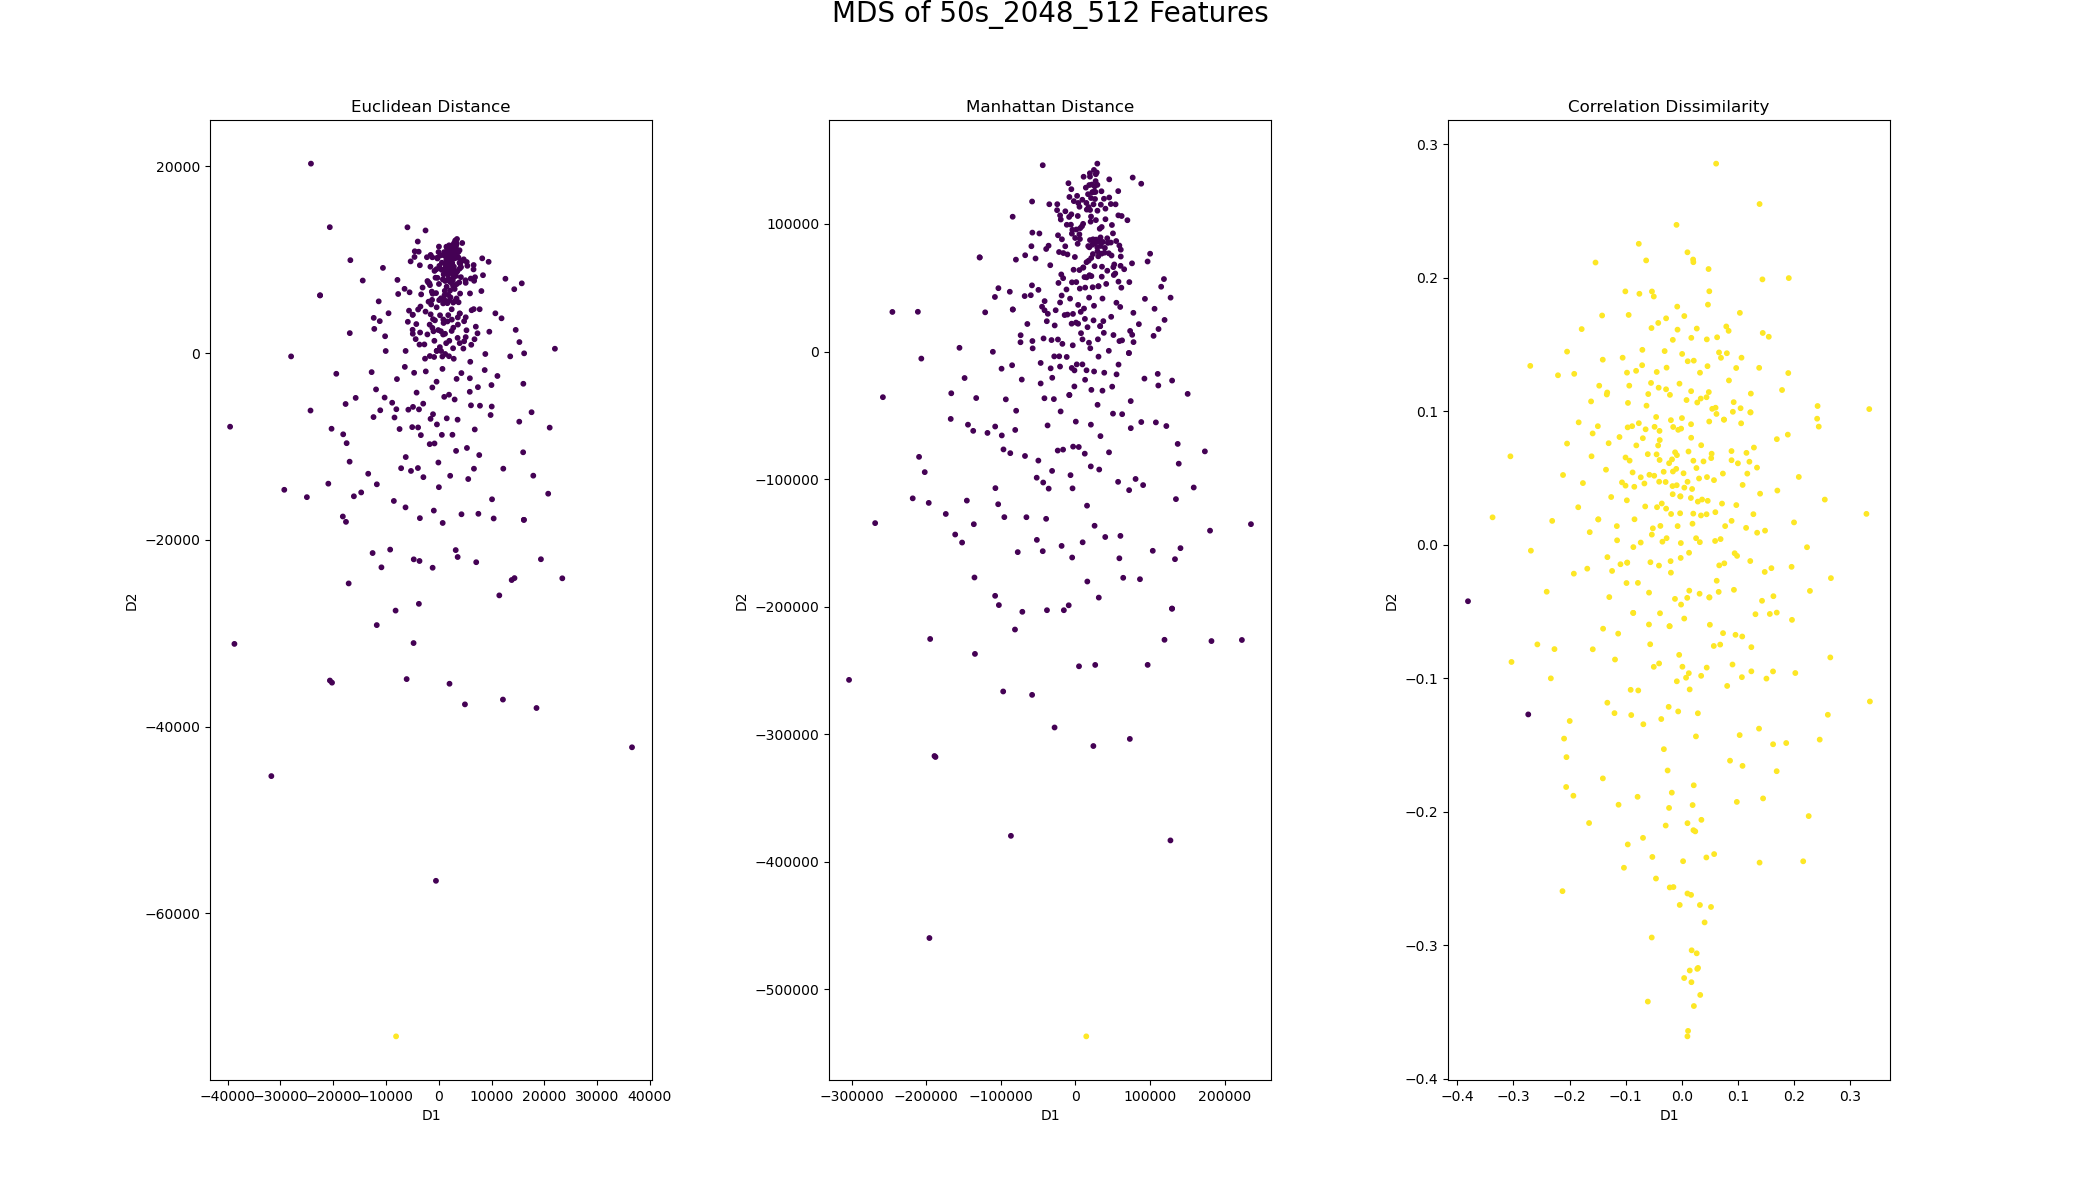 MDS of 50s_2048_512 Features
Euclidean Distance
20000
0
−20000
−40000
−60000
D2
−40000 −30000 −20000 −10000 0 10000 20000 30000 40000
D1
Manhattan Distance
100000
0
−100000
−200000
−300000
−400000
−500000
D2
−300000 −200000 −100000 0 100000 200000
D1
Correlation Dissimilarity
0.3
0.2
0.1
0.0
−0.1
−0.2
−0.3
−0.4
D2
−0.4 −0.3 −0.2 −0.1 0.0 0.1 0.2 0.3
D1